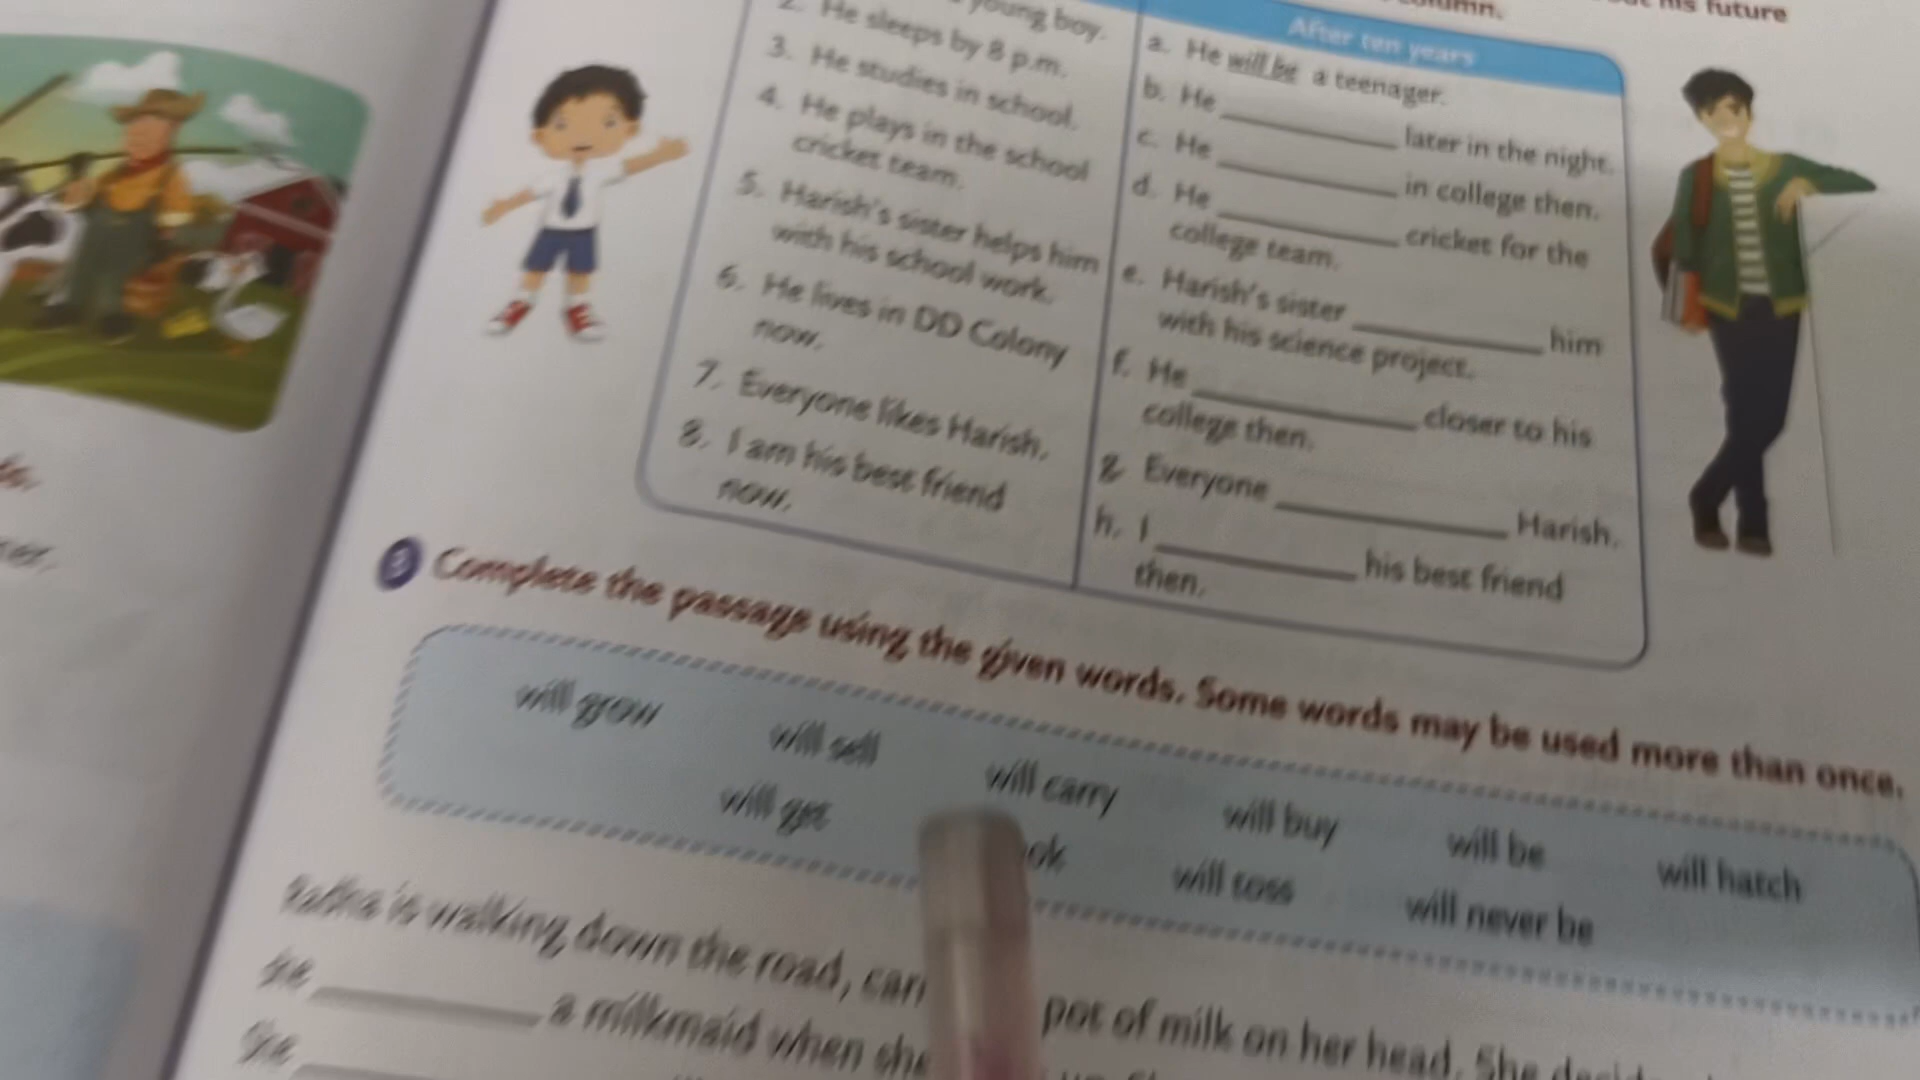 his future
column.
young boy.
2. He sleeps by 8 p.m.
3. He studies in school.
4. He plays in the school
cricket team.
5. Harish's sister helps him
with his school work.
6. He lives in DD Colony
now.
7. Everyone likes Harish.
8. I am his best friend
now.
After ten years
a. He will be a teenager.
b. He ________ later in the night.
c. He ________ in college then.
d. He ________ cricket for the
college team.
e. Harish's sister ________ him
with his science project.
f. He ________ closer to his
college then.
g. Everyone ________ Harish.
h. I ________ his best friend
then.
Complete the passage using the given words. Some words may be used more than once.
will grow will sell will carry will buy will be will hatch
will get will toss will never be
is walking down the road, pot of milk on her head. She
________ a milkmaid when she